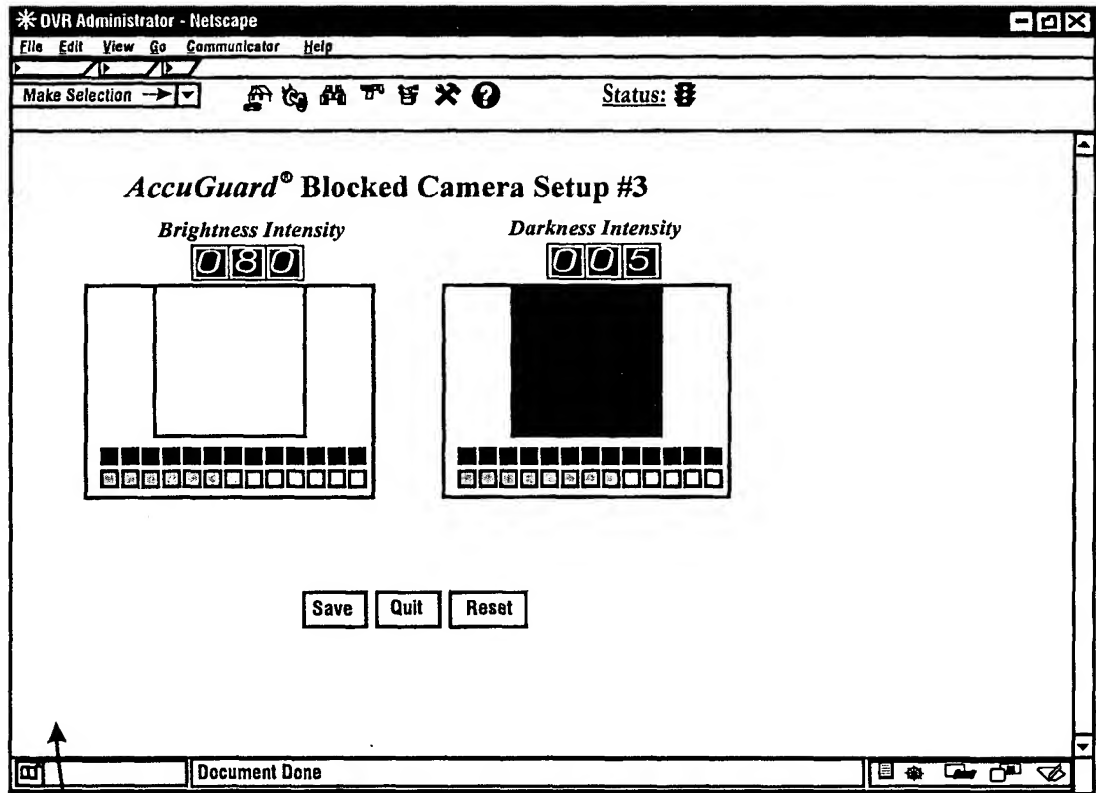 DVR Administrator - Netscape
File Edit View Go Communicator Help
Make Selection Status:
AccuGuard® Blocked Camera Setup #3
Brightness Intensity Darkness Intensity
080 005
Save Quit Reset
Document Done